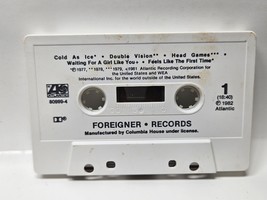 Cold As Ice* • Double Vision** • Head Games***
Waiting For A Girl Like You+ • Feels Like The First Time*
℗*1977, **1978, ***1979, +1981 Atlantic Recording Corporation for
the United States and WEA
International Inc. for the world outside of the United States.
ATLANTIC
80999-4
1
(18:40)
© 1982
Atlantic
FOREIGNER • RECORDS
Manufactured by Columbia House under license.